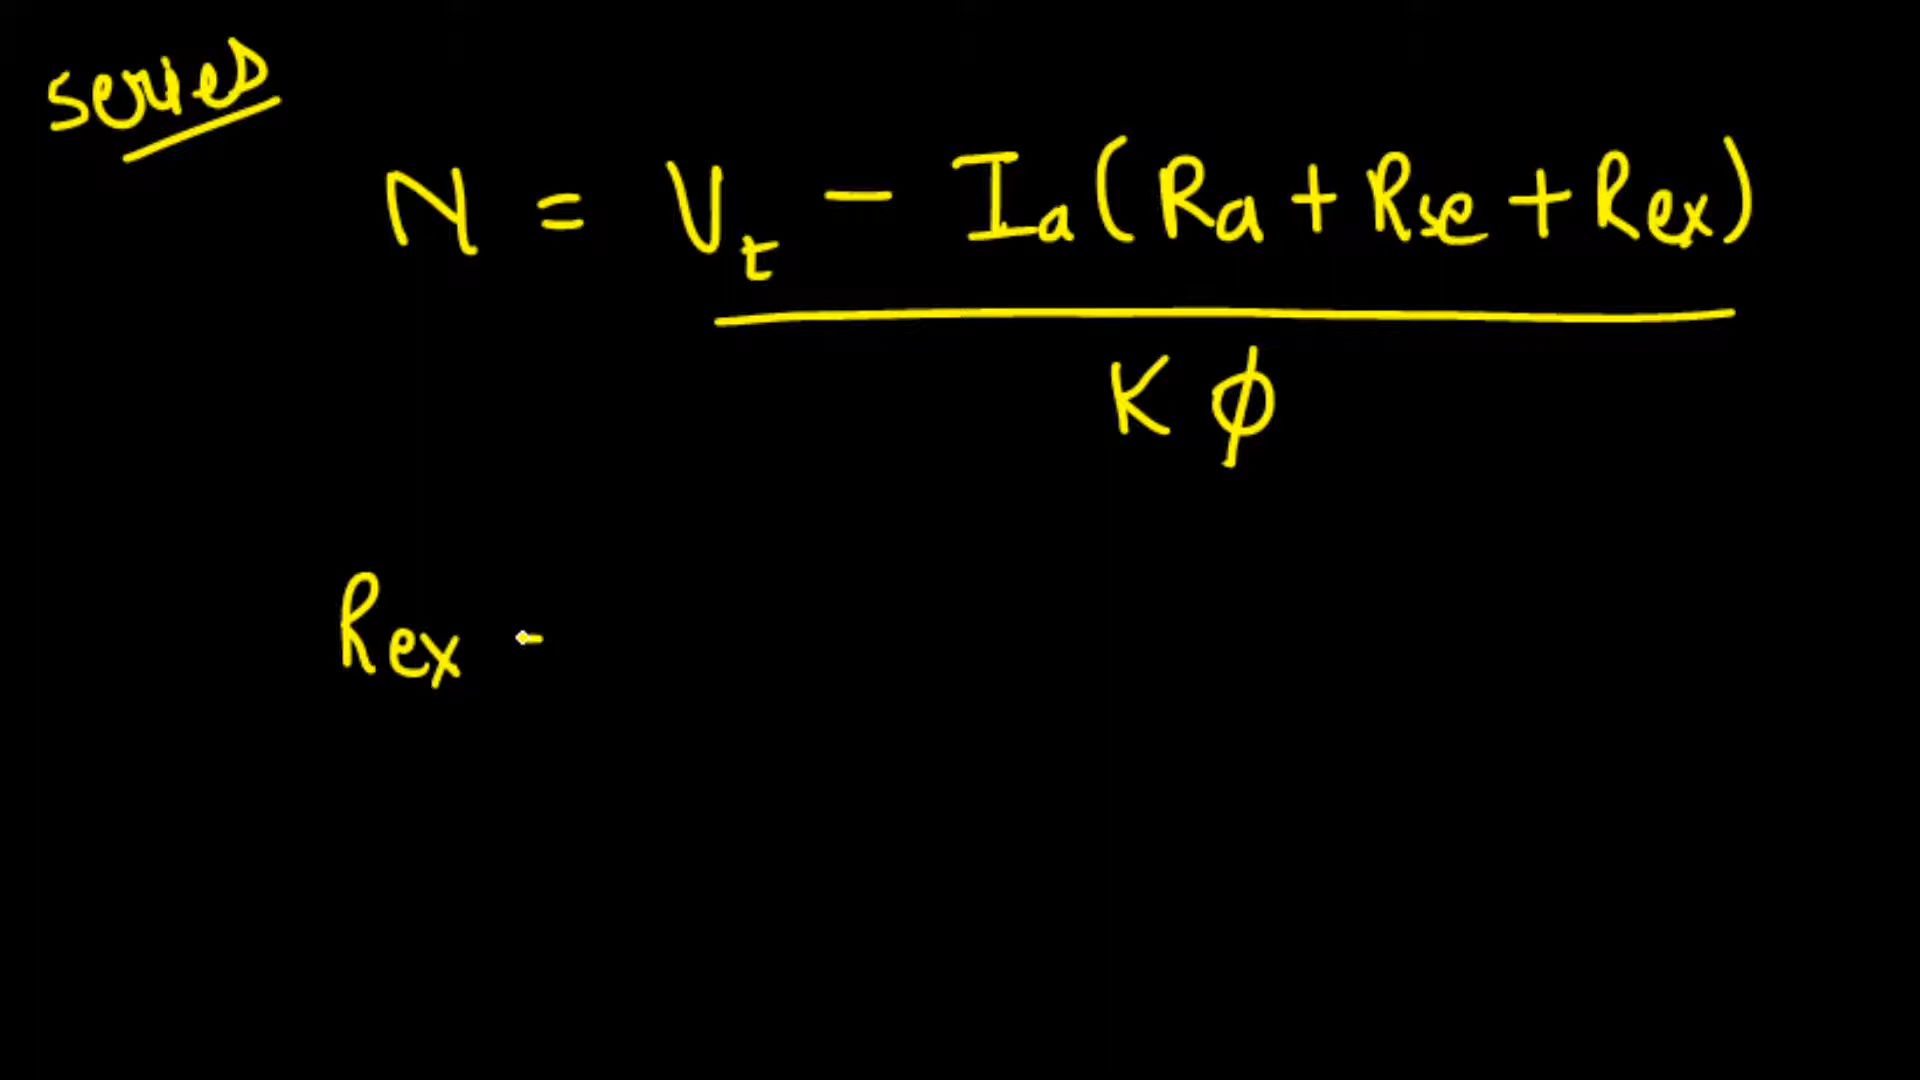 series
N = Vt - Ia(Ra + Rse + Rex)
Kϕ
Rex -